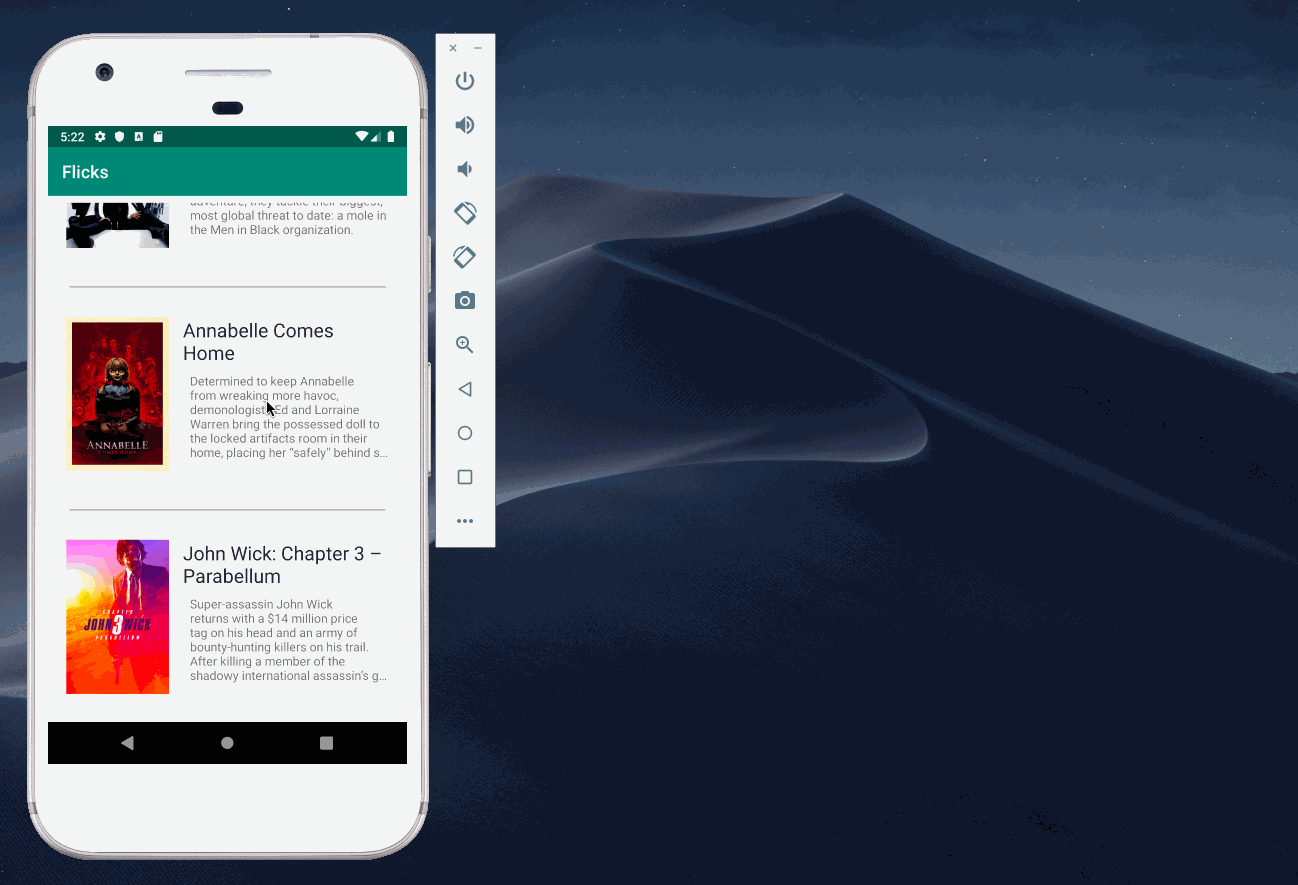 5:22
Flicks
adventure, they tackle their biggest,
most global threat to date: a mole in
the Men in Black organization.
Annabelle Comes
Home
Determined to keep Annabelle
from wreaking more havoc,
demonologists Ed and Lorraine
Warren bring the possessed doll to
the locked artifacts room in their
home, placing her “safely” behind s...
ANNABELLE
COMES HOME
John Wick: Chapter 3 –
Parabellum
Super-assassin John Wick
returns with a $14 million price
tag on his head and an army of
bounty-hunting killers on his trail.
After killing a member of the
shadowy international assassin’s g...
CHAPTER
JOHN 3 WICK
PARABELLUM